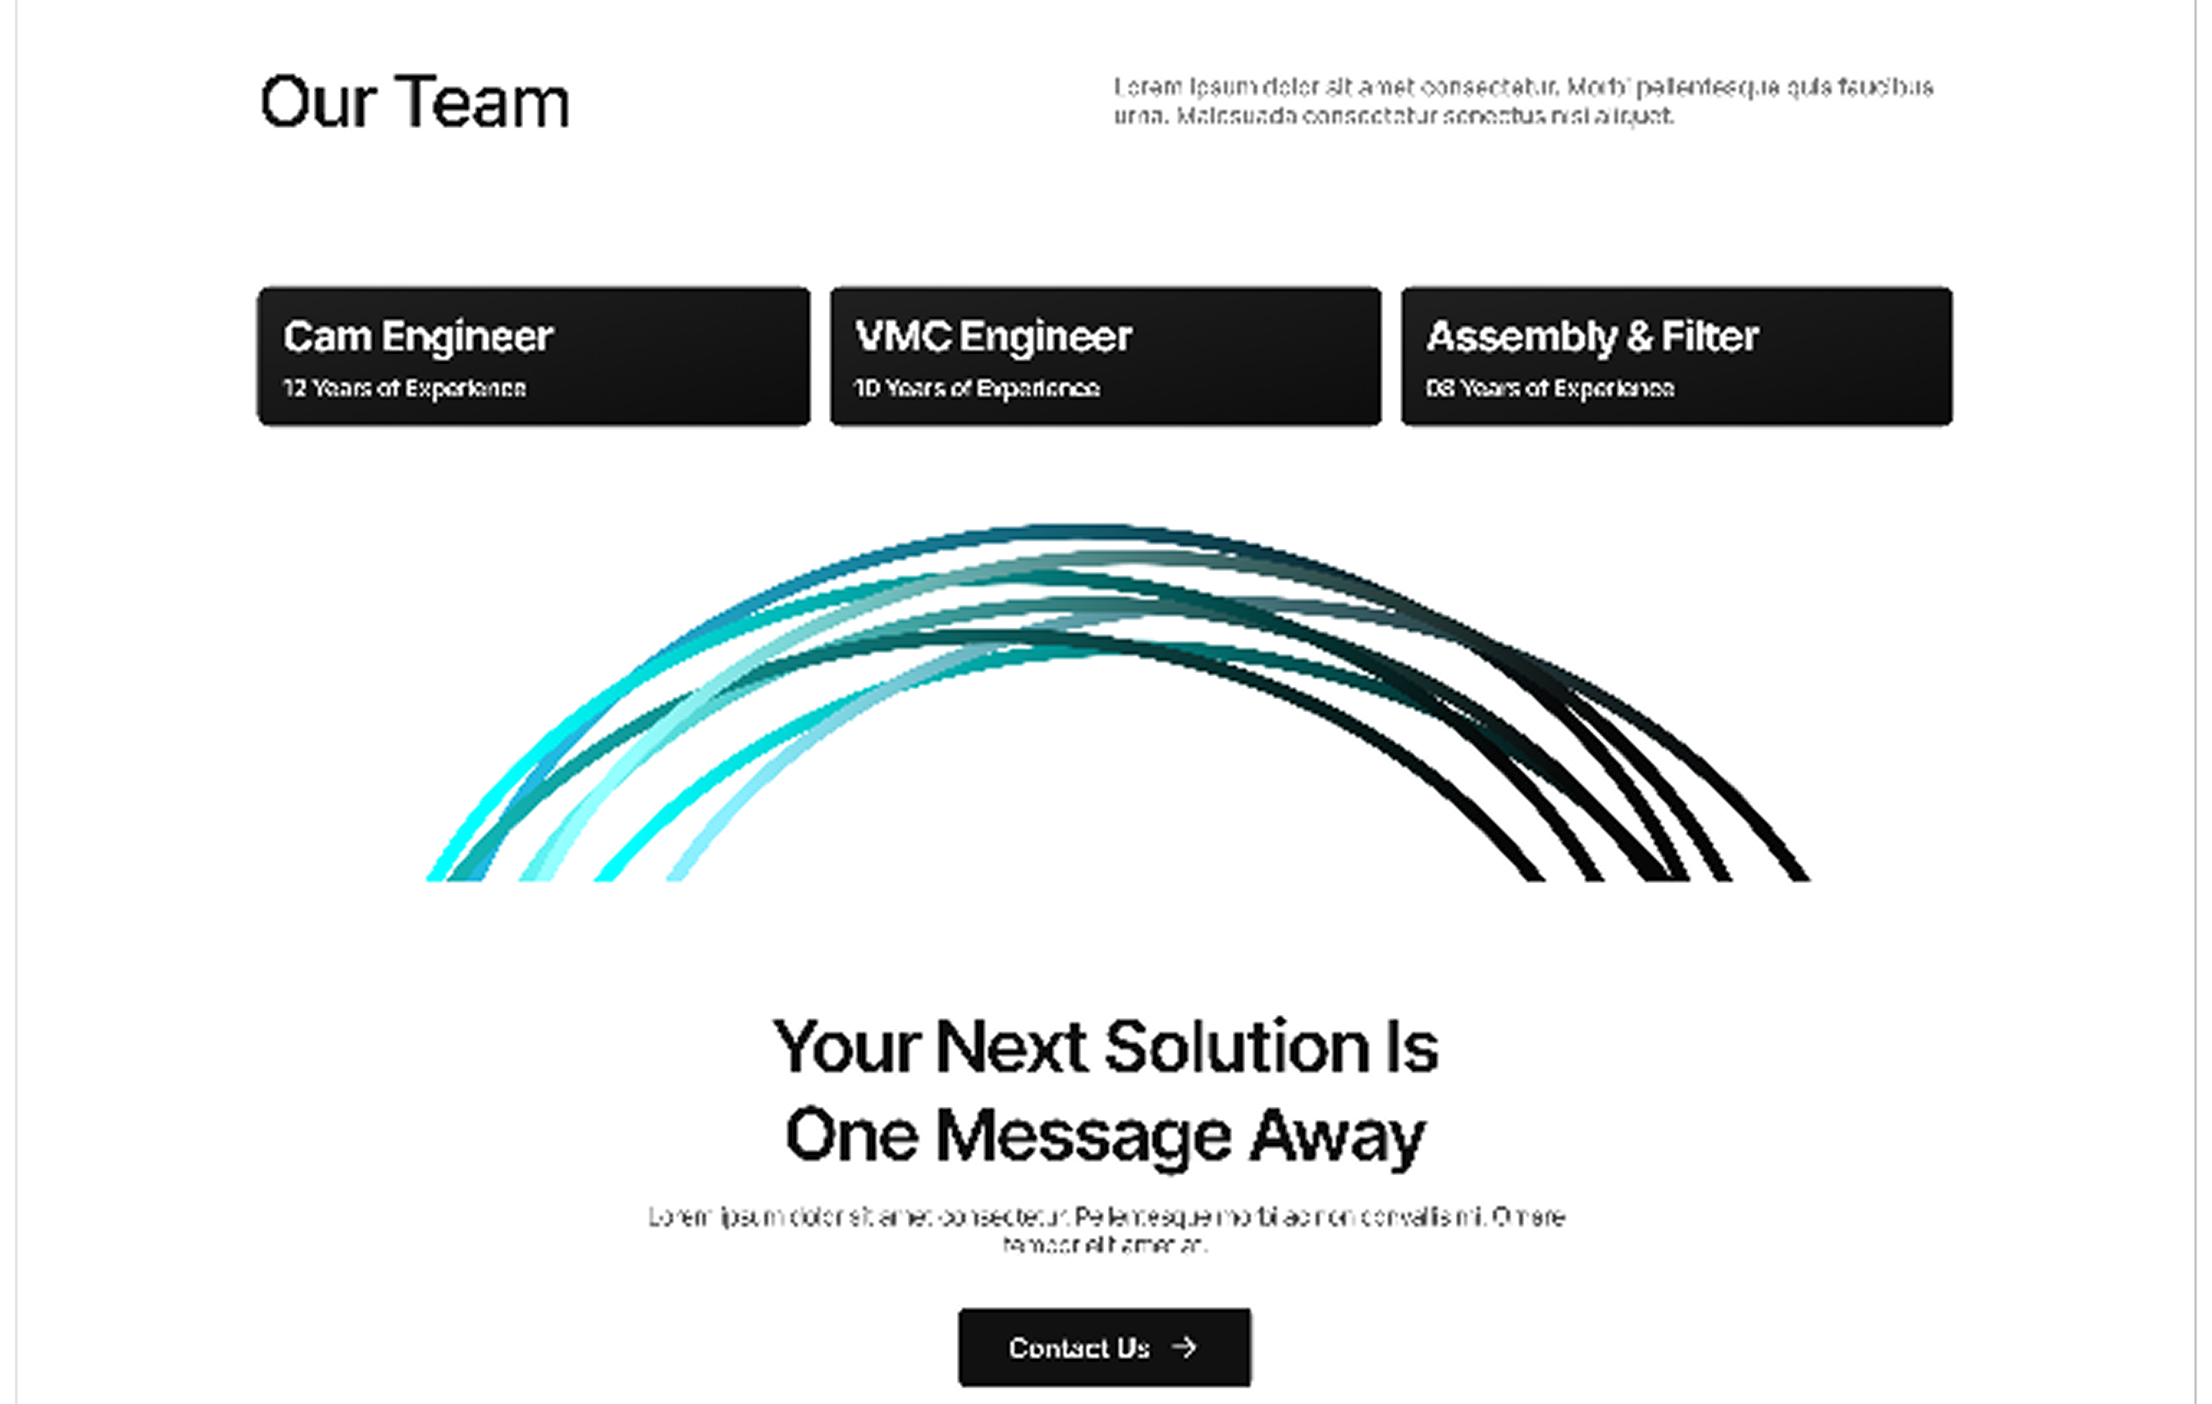 Our Team
Lorem ipsum dolor sit amet consectetur. Morbi pellentesque quis faucibus
urna. Malesuada consectetur senectus nisl aliquet.
Cam Engineer
12 Years of Experience
VMC Engineer
10 Years of Experience
Assembly & Filter
08 Years of Experience
Your Next Solution Is
One Message Away
Lorem ipsum dolor sit amet consectetur. Pellentesque morbi ac non convallis mi. Ornare
tempor elit amet at.
Contact Us